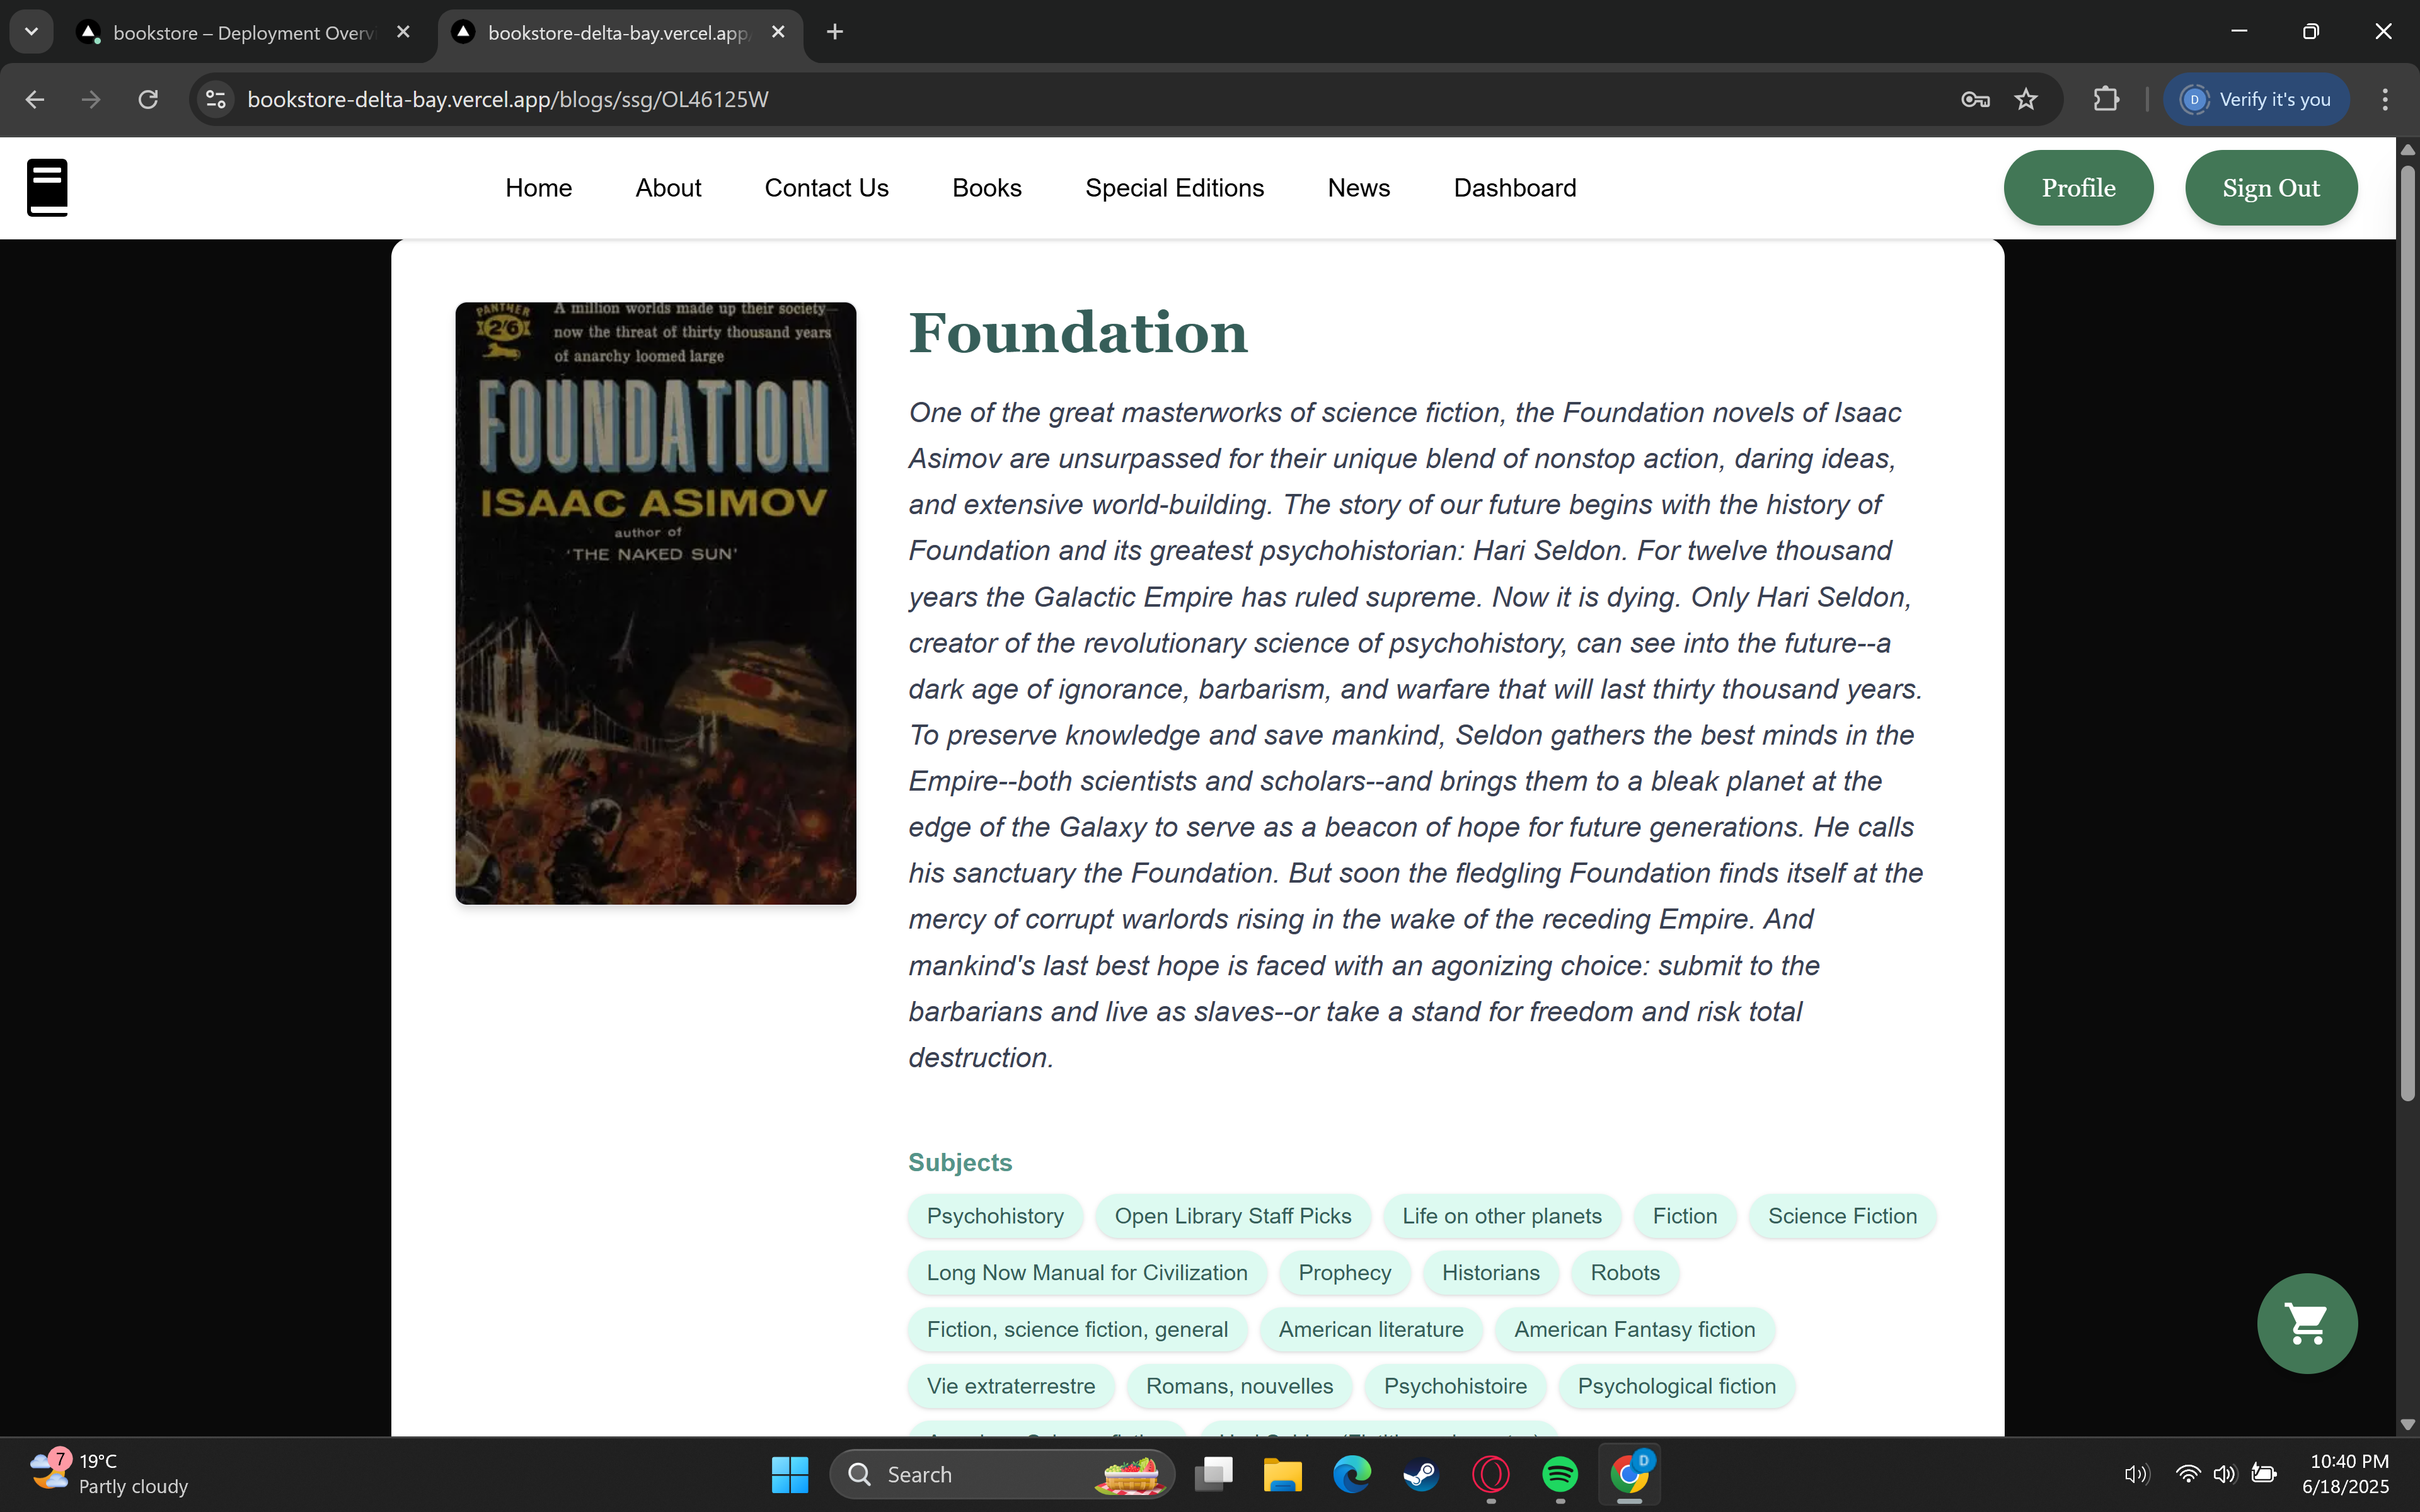 bookstore – Deployment Overv
bookstore-delta-bay.vercel.app/
bookstore-delta-bay.vercel.app/blogs/ssg/OL46125W
D
Verify it's you
Home
About
Contact Us
Books
Special Editions
News
Dashboard
Profile
Sign Out
PANTHER
2/6
A million worlds made up their society—
now the threat of thirty thousand years
of anarchy loomed large
FOUNDATION
ISAAC ASIMOV
author of
'THE NAKED SUN'
Foundation
One of the great masterworks of science fiction, the Foundation novels of Isaac
Asimov are unsurpassed for their unique blend of nonstop action, daring ideas,
and extensive world-building. The story of our future begins with the history of
Foundation and its greatest psychohistorian: Hari Seldon. For twelve thousand
years the Galactic Empire has ruled supreme. Now it is dying. Only Hari Seldon,
creator of the revolutionary science of psychohistory, can see into the future--a
dark age of ignorance, barbarism, and warfare that will last thirty thousand years.
To preserve knowledge and save mankind, Seldon gathers the best minds in the
Empire--both scientists and scholars--and brings them to a bleak planet at the
edge of the Galaxy to serve as a beacon of hope for future generations. He calls
his sanctuary the Foundation. But soon the fledgling Foundation finds itself at the
mercy of corrupt warlords rising in the wake of the receding Empire. And
mankind's last best hope is faced with an agonizing choice: submit to the
barbarians and live as slaves--or take a stand for freedom and risk total
destruction.
Subjects
Psychohistory
Open Library Staff Picks
Life on other planets
Fiction
Science Fiction
Long Now Manual for Civilization
Prophecy
Historians
Robots
Fiction, science fiction, general
American literature
American Fantasy fiction
Vie extraterrestre
Romans, nouvelles
Psychohistoire
Psychological fiction
7
19°C
Partly cloudy
Search
D
10:40 PM
6/18/2025